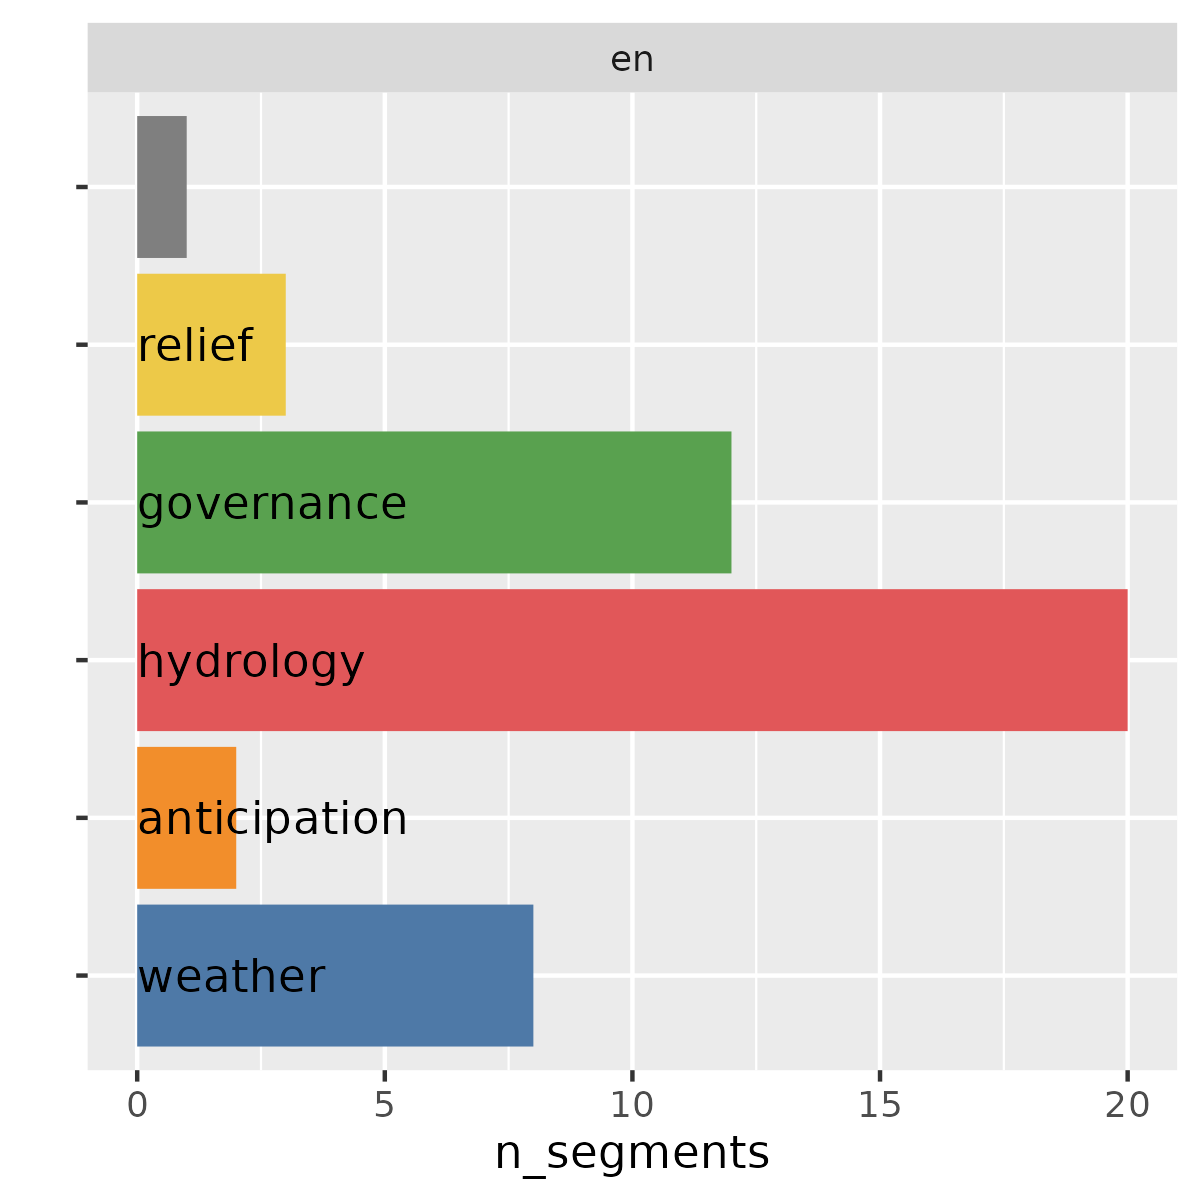 en
relief
governance
hydrology
anticipation
weather
0 5 10 15 20
n_segments